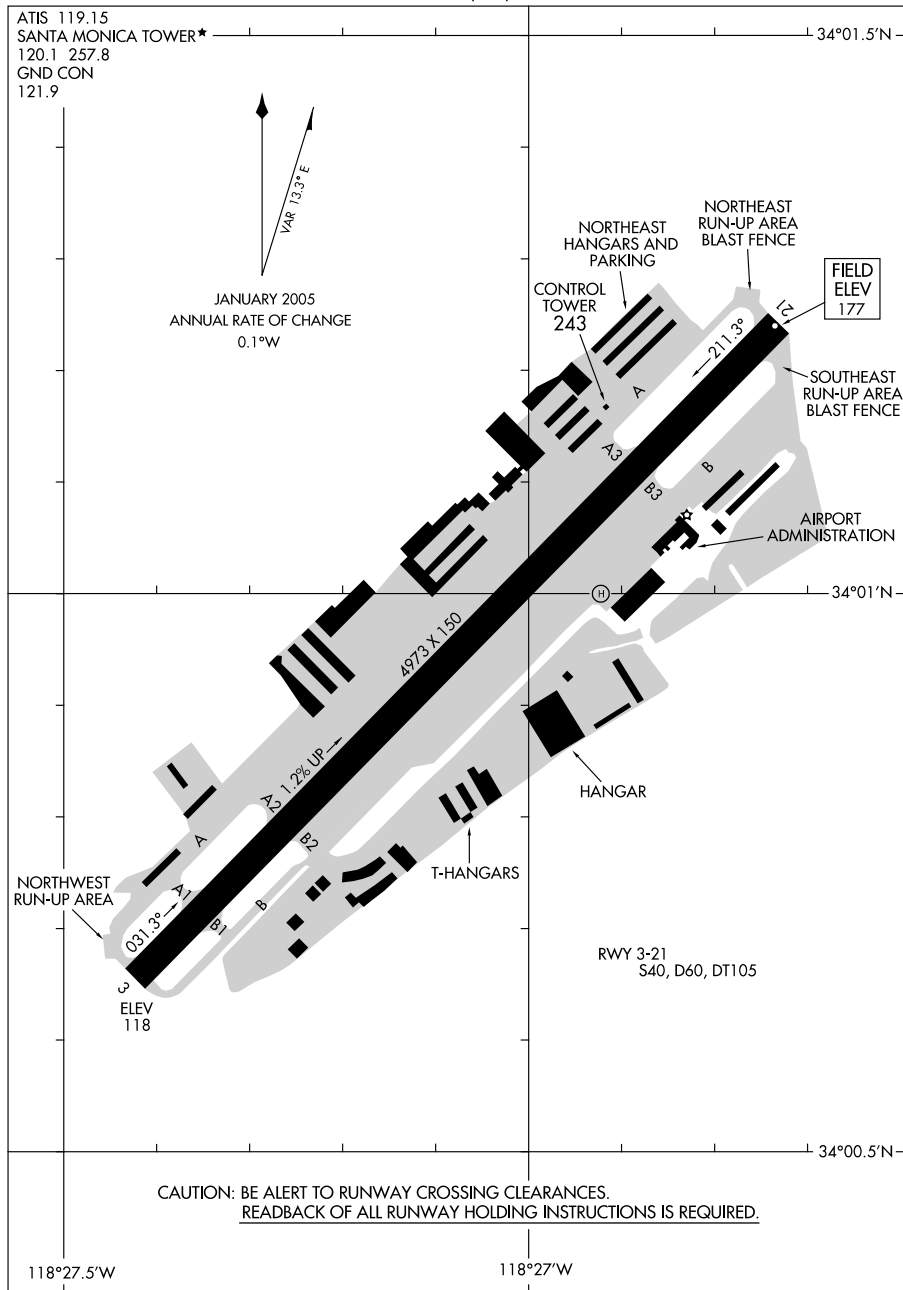 ATIS 119.15
SANTA MONICA TOWER★
120.1 257.8
GND CON
121.9
34°01.5'N
VAR 13.3° E
JANUARY 2005
ANNUAL RATE OF CHANGE
0.1°W
NORTHEAST
RUN-UP AREA
BLAST FENCE
NORTHEAST
HANGARS AND
PARKING
CONTROL
TOWER
243
FIELD
ELEV
177
21
211.3°
A
SOUTHEAST
RUN-UP AREA
BLAST FENCE
A3
B3
B
AIRPORT
ADMINISTRATION
H
34°01'N
4973 X 150
1.2% UP
HANGAR
A2
B2
A
T-HANGARS
NORTHWEST
RUN-UP AREA
A1
B1
B
031.3°
RWY 3-21
S40, D60, DT105
3
ELEV
118
34°00.5'N
CAUTION: BE ALERT TO RUNWAY CROSSING CLEARANCES.
READBACK OF ALL RUNWAY HOLDING INSTRUCTIONS IS REQUIRED.
118°27.5'W
118°27'W